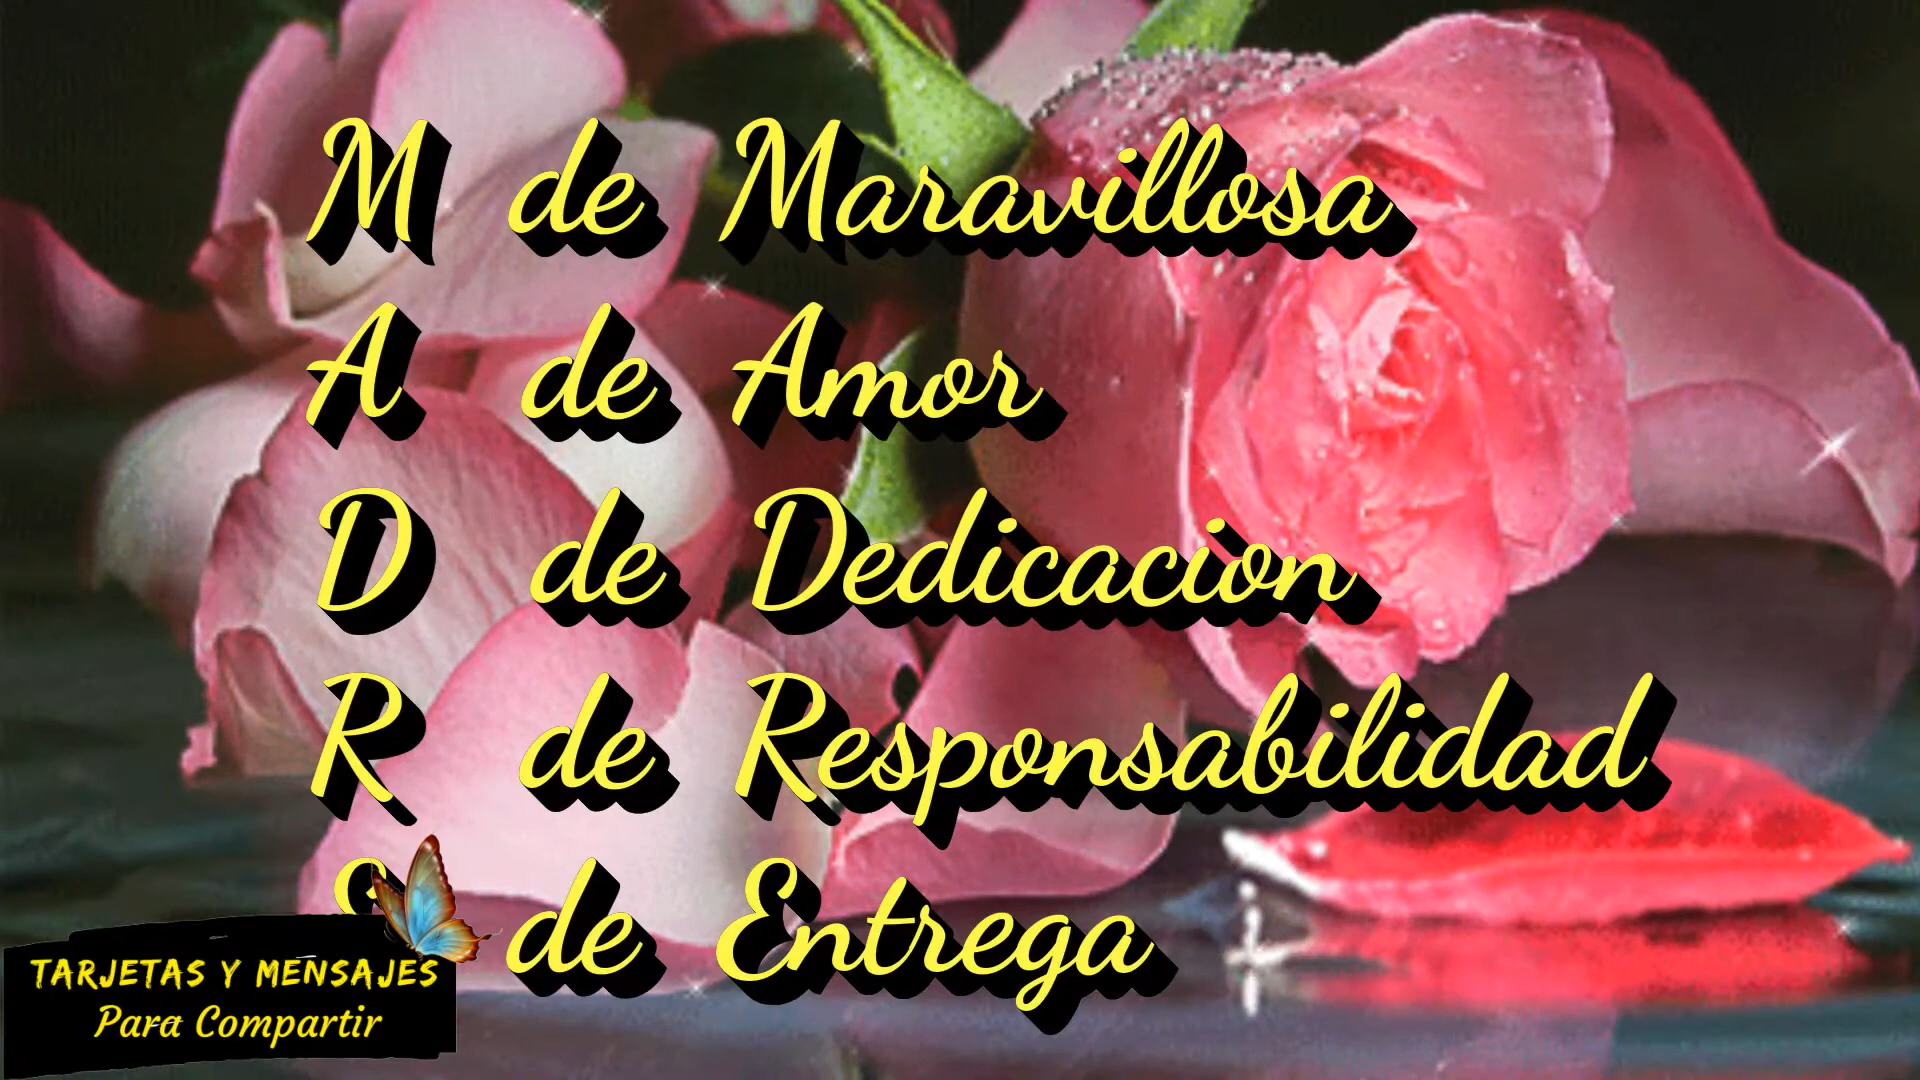 M de Maravillosa
A de Amor
D de Dedicacion
R de Responsabilidad
E de Entrega
TARJETAS Y MENSAJES
Para Compartir